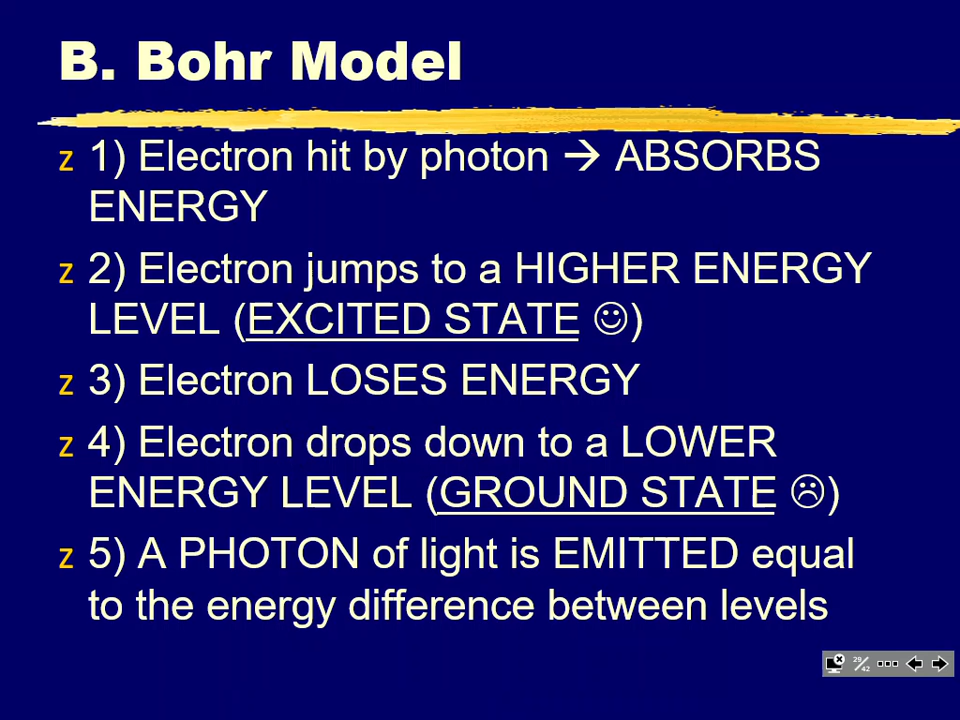 B. Bohr Model
z 1) Electron hit by photon → ABSORBS
ENERGY
z 2) Electron jumps to a HIGHER ENERGY
LEVEL (EXCITED STATE ☺)
z 3) Electron LOSES ENERGY
z 4) Electron drops down to a LOWER
ENERGY LEVEL (GROUND STATE ☹)
z 5) A PHOTON of light is EMITTED equal
to the energy difference between levels
29/42